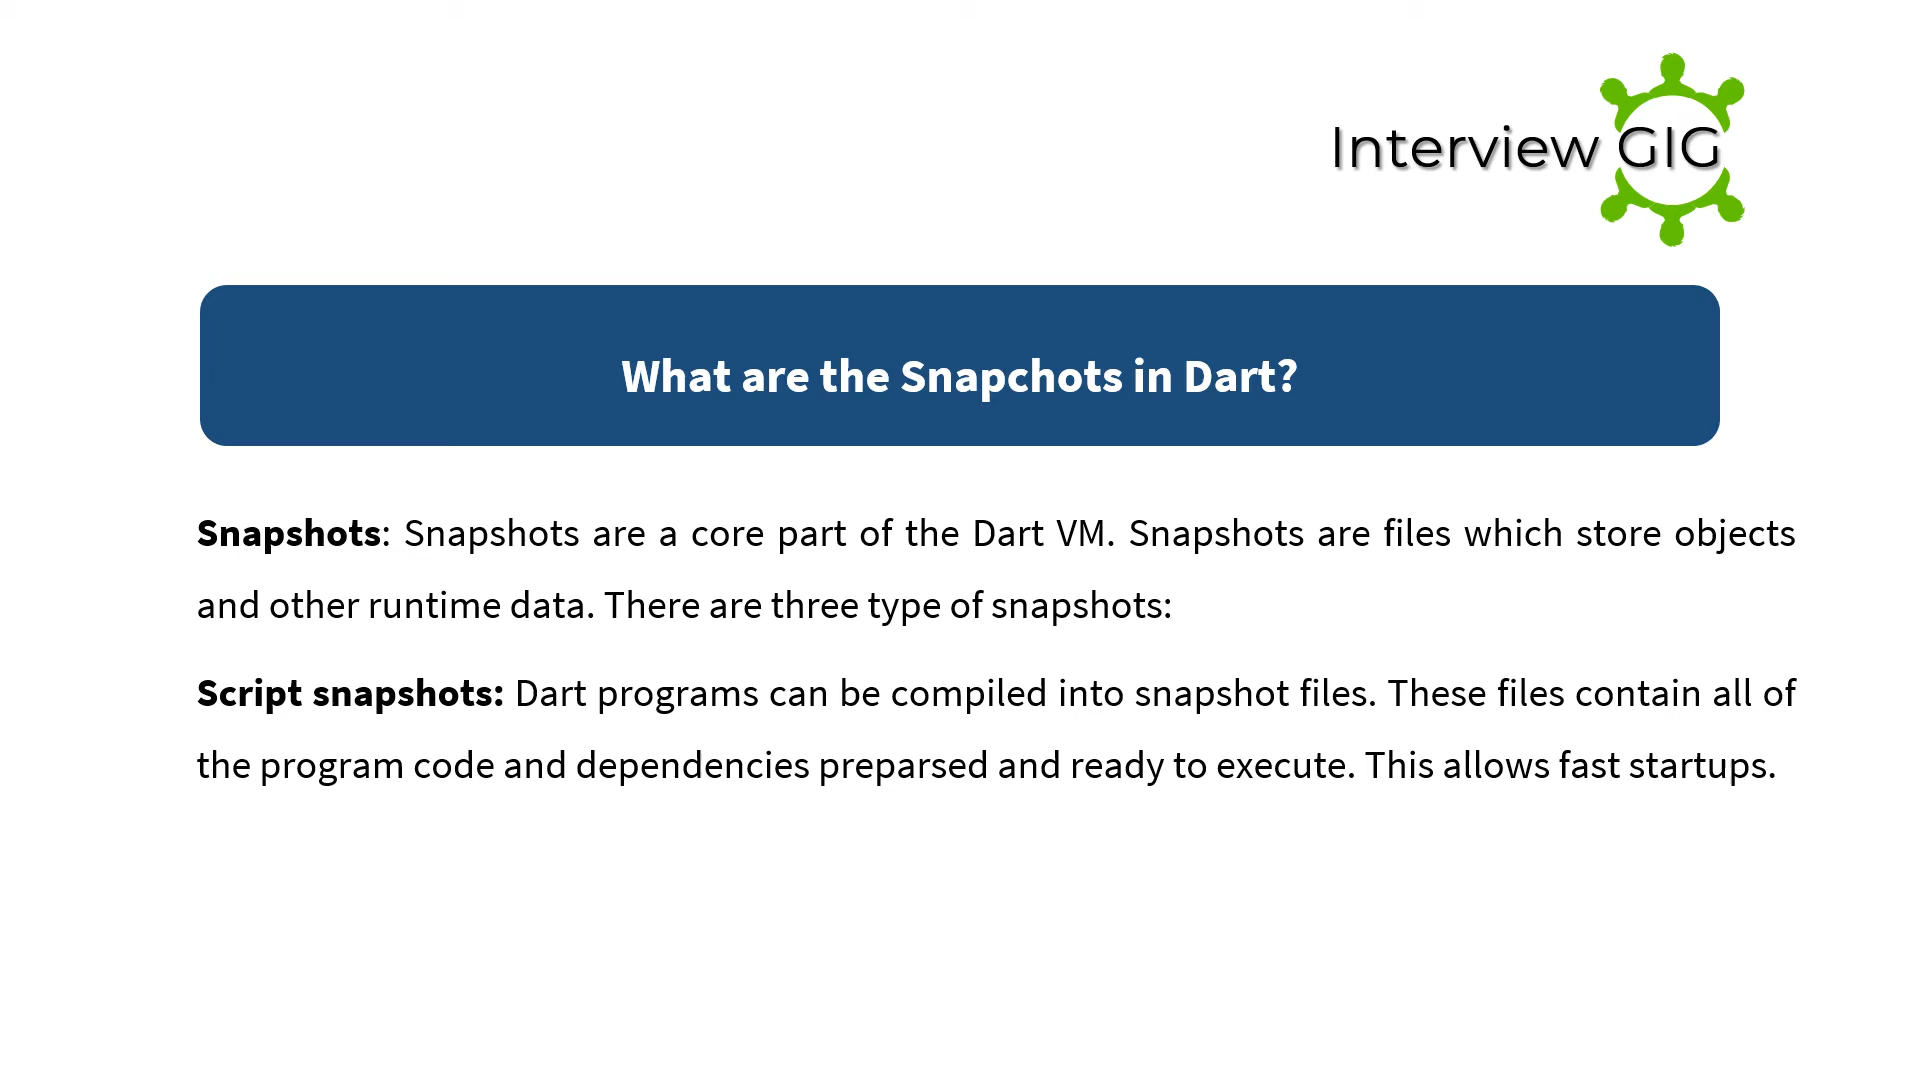 Interview GIG
What are the Snapchots in Dart?
Snapshots: Snapshots are a core part of the Dart VM. Snapshots are files which store objects
and other runtime data. There are three type of snapshots:
Script snapshots: Dart programs can be compiled into snapshot files. These files contain all of
the program code and dependencies preparsed and ready to execute. This allows fast startups.